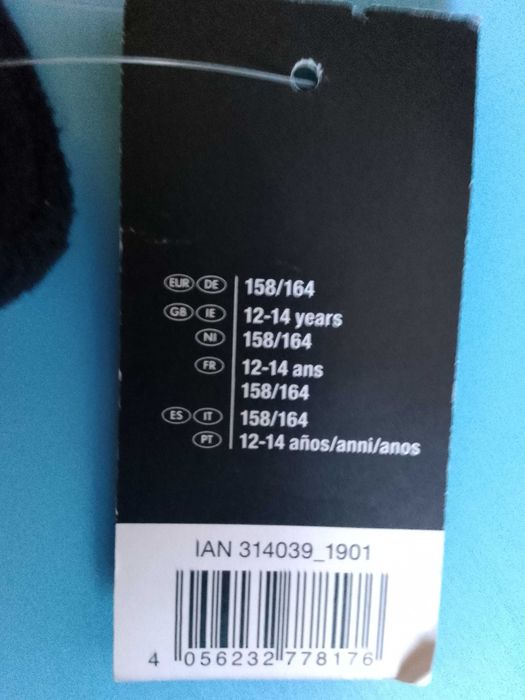 EUR DE 158/164
GB IE 12-14 years
NI 158/164
FR 12-14 ans
158/164
ES IT 158/164
PT 12-14 años/anni/anos
IAN 314039_1901
4 056232 778176